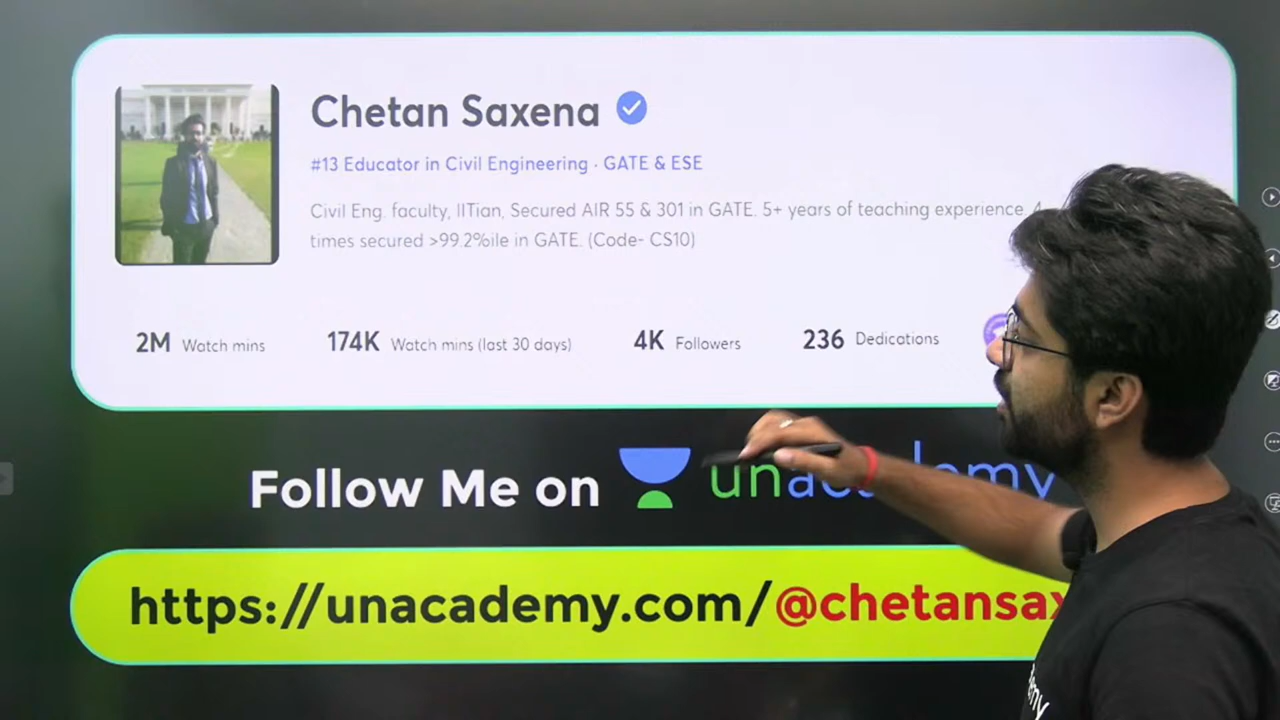 Chetan Saxena
#13 Educator in Civil Engineering · GATE & ESE
Civil Eng. faculty, IITian, Secured AIR 55 & 301 in GATE. 5+ years of teaching experience. 4
times secured >99.2%ile in GATE. (Code- CS10)
2M Watch mins 174K Watch mins (last 30 days) 4K Followers 236 Dedications
Follow Me on unacademy
https://unacademy.com/@chetansax